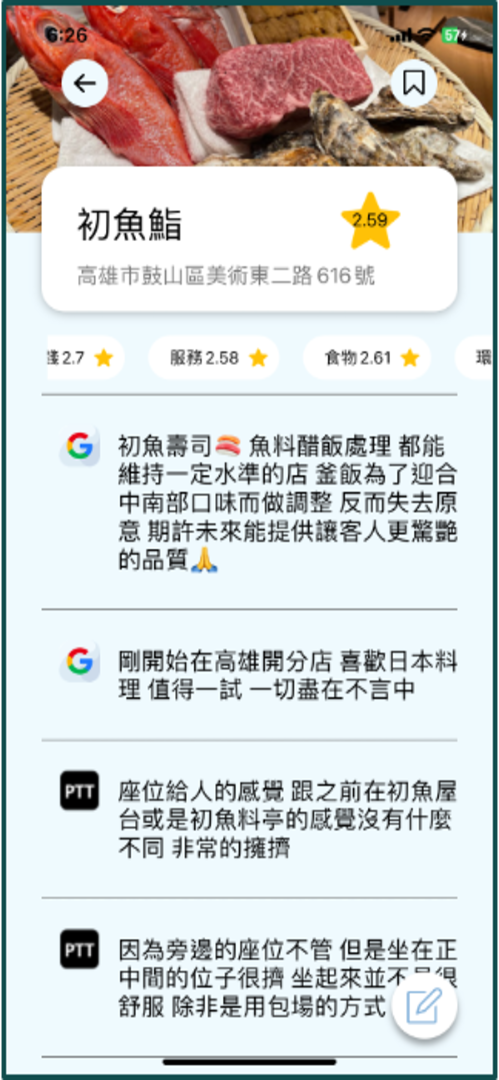 6:26
57
初魚鮨
2.59
高雄市鼓山區美術東二路616號
2.7
服務2.58
食物2.61
環
初魚壽司🍣 魚料醋飯處理 都能
維持一定水準的店 釜飯為了迎合
中南部口味而做調整 反而失去原
意 期許未來能提供讓客人更驚艷
的品質🙏
剛開始在高雄開分店 喜歡日本料
理 值得一試 一切盡在不言中
PTT
座位給人的感覺 跟之前在初魚屋
台或是初魚料亭的感覺沒有什麼
不同 非常的擁擠
PTT
因為旁邊的座位不管 但是坐在正
中間的位子很擠 坐起來並不是很
舒服 除非是用包場的方式